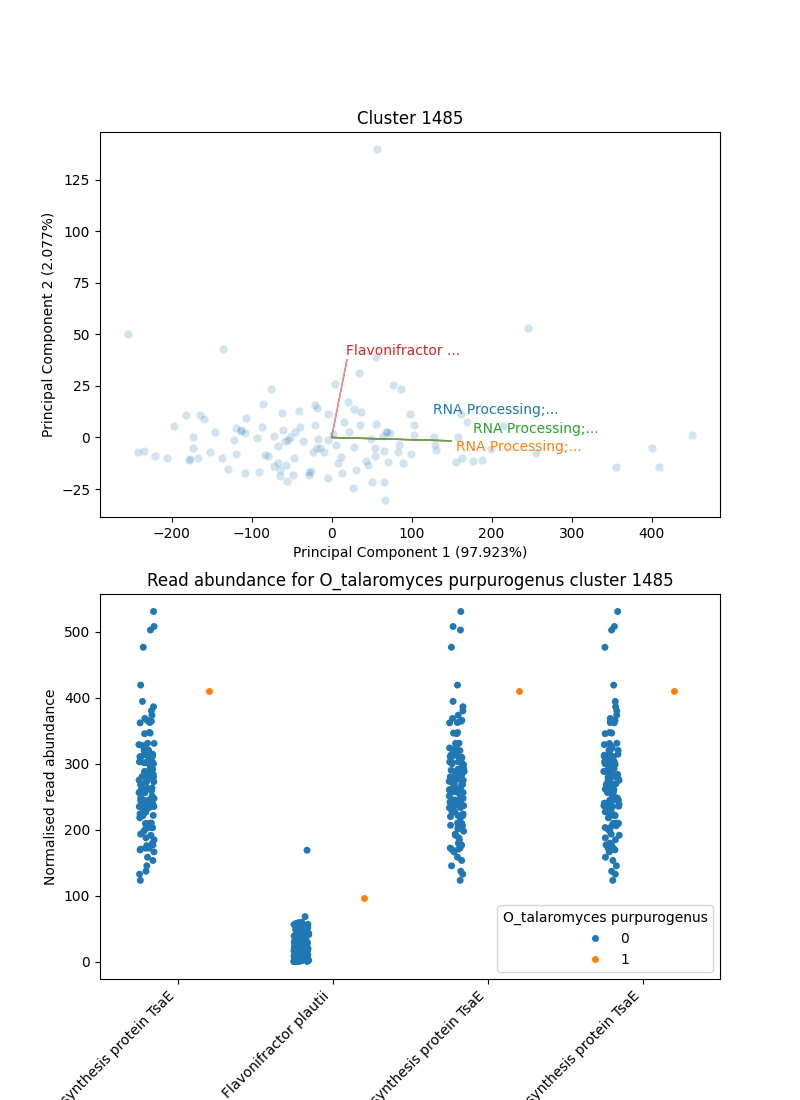 Cluster 1485
Principal Component 2 (2.077%)
125
100
75
50
25
0
−25
Flavonifractor ...
RNA Processing;...
RNA Processing;...
RNA Processing;...
−200 −100 0 100 200 300 400
Principal Component 1 (97.923%)
Read abundance for O_talaromyces purpurogenus cluster 1485
Normalised read abundance
500
400
300
200
100
0
O_talaromyces purpurogenus
0
1
synthesis protein TsaE
Flavonifractor plautii
synthesis protein TsaE
synthesis protein TsaE